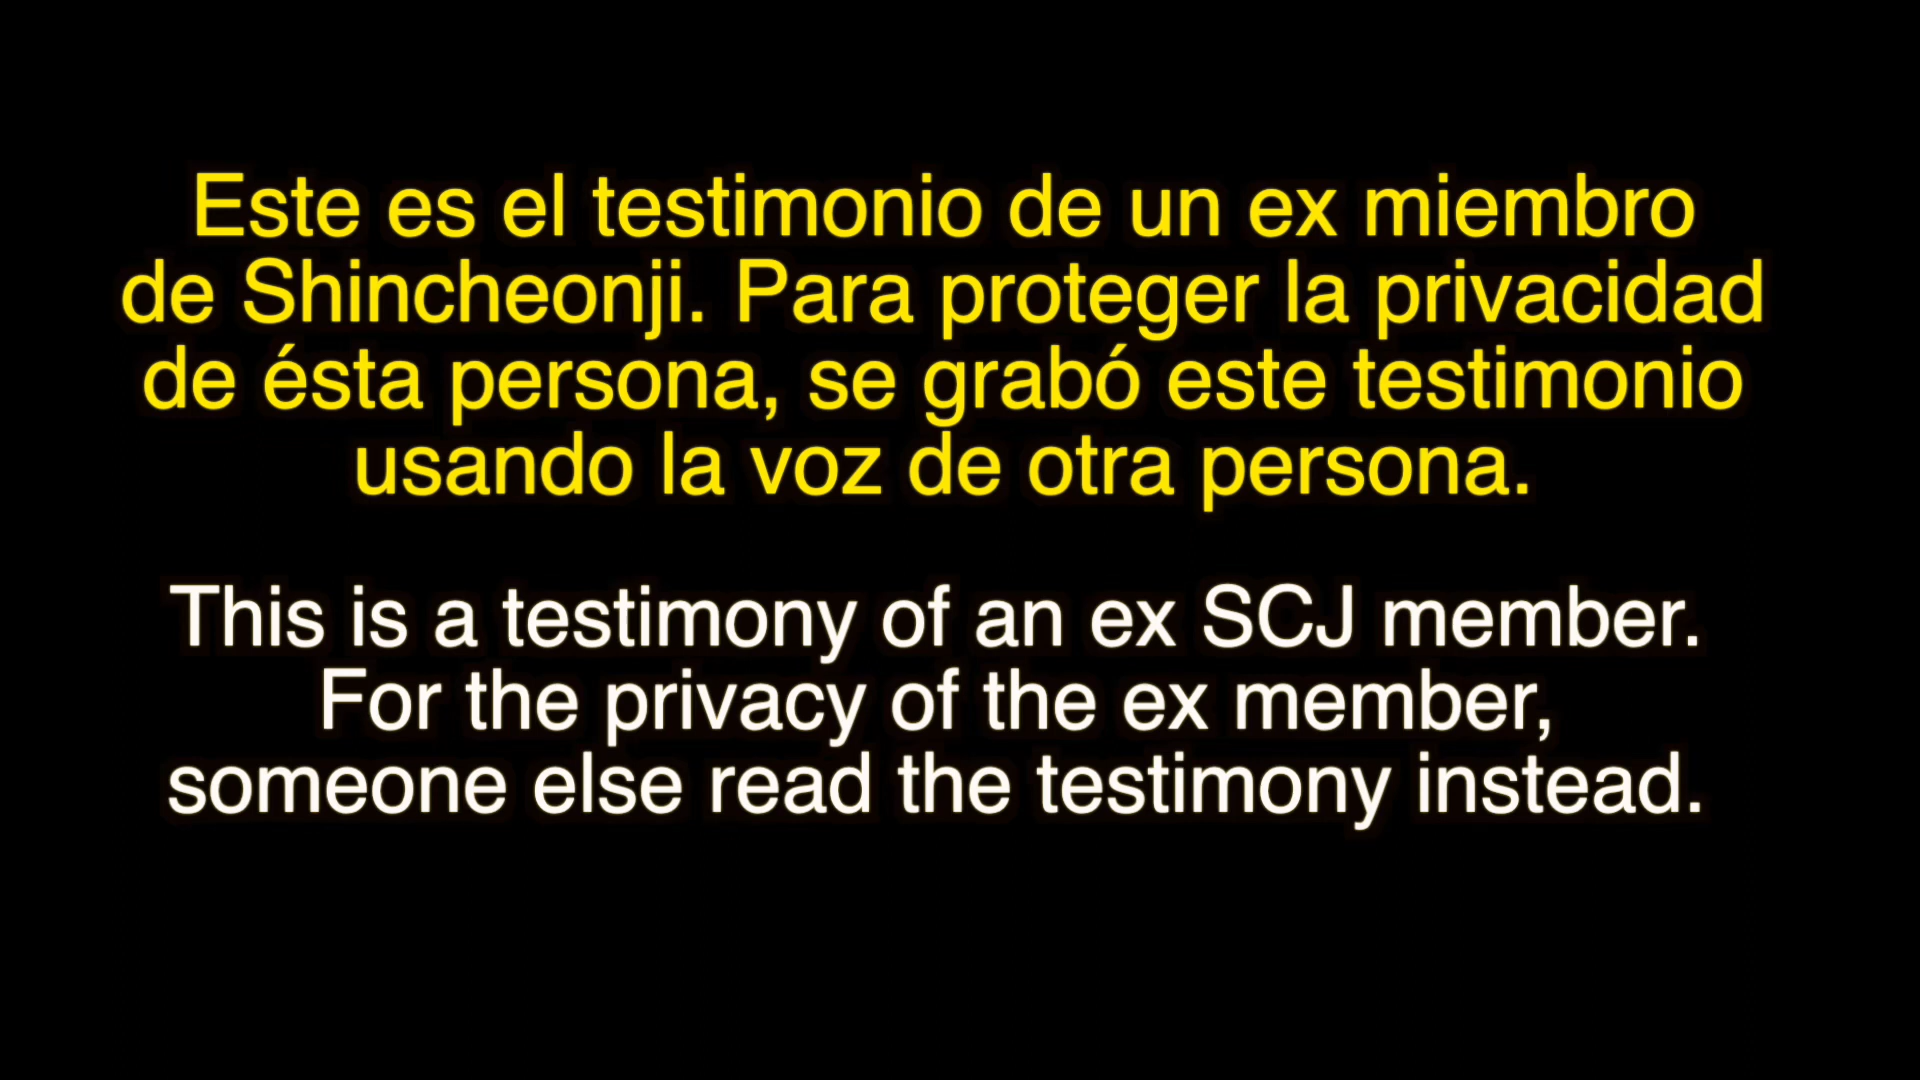 Este es el testimonio de un ex miembro
de Shincheonji. Para proteger la privacidad
de ésta persona, se grabó este testimonio
usando la voz de otra persona.
This is a testimony of an ex SCJ member.
For the privacy of the ex member,
someone else read the testimony instead.